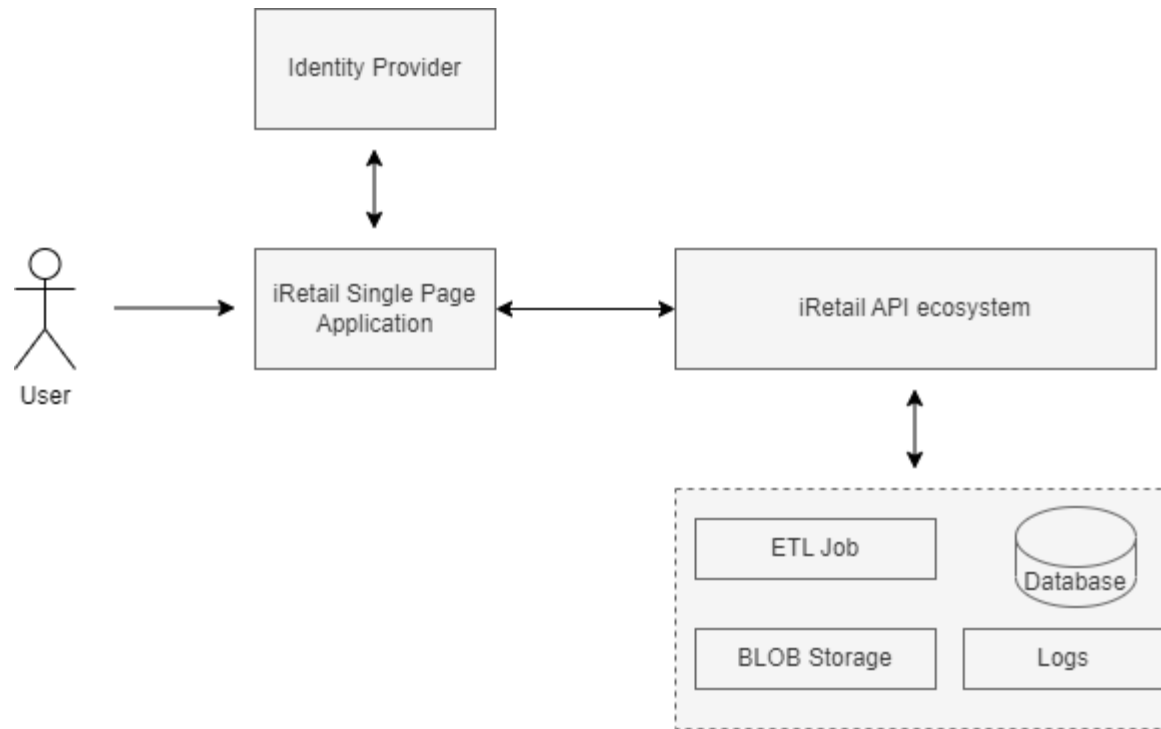 Identity Provider
iRetail Single Page
Application
iRetail API ecosystem
User
ETL Job
Database
BLOB Storage
Logs